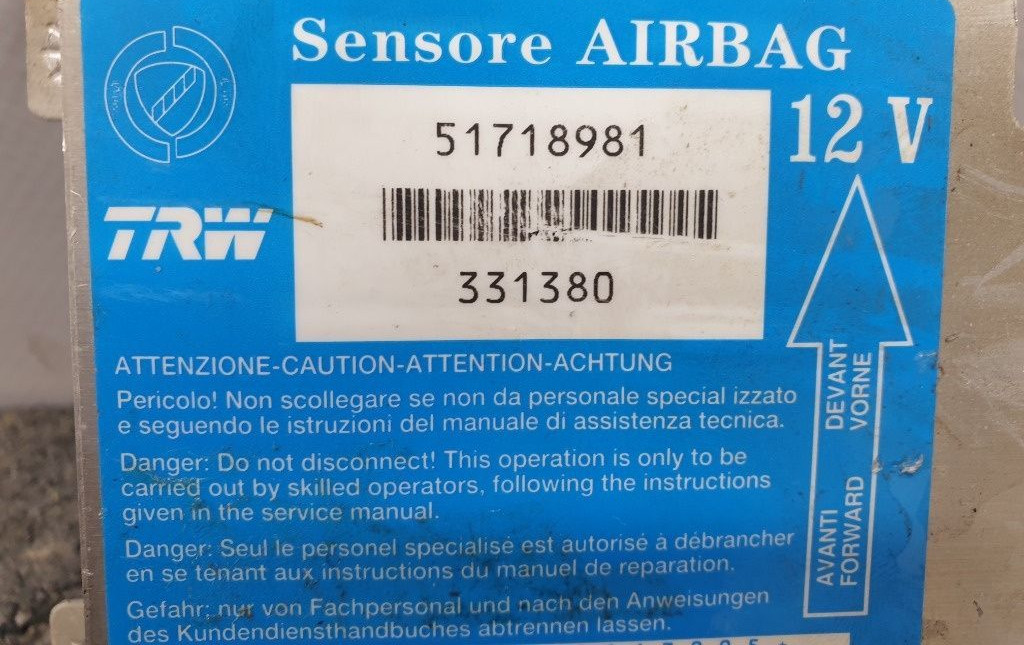 Sensore AIRBAG
51718981
12 V
TRW
331380
ATTENZIONE-CAUTION-ATTENTION-ACHTUNG
Pericolo! Non scollegare se non da personale special izzato
e seguendo le istruzioni del manuale di assistenza tecnica.
Danger: Do not disconnect! This operation is only to be
carried out by skilled operators, following the instructions
given in the service manual.
Danger: Seul le personel specialisé est autorisé à débrancher
en se tenant aux instructions du manuel de reparation.
Gefahr: nur von Fachpersonal und nach den Anweisungen
des Kundendiensthandbuches abtrennen lassen.
AVANTI DEVANT
FORWARD VORNE